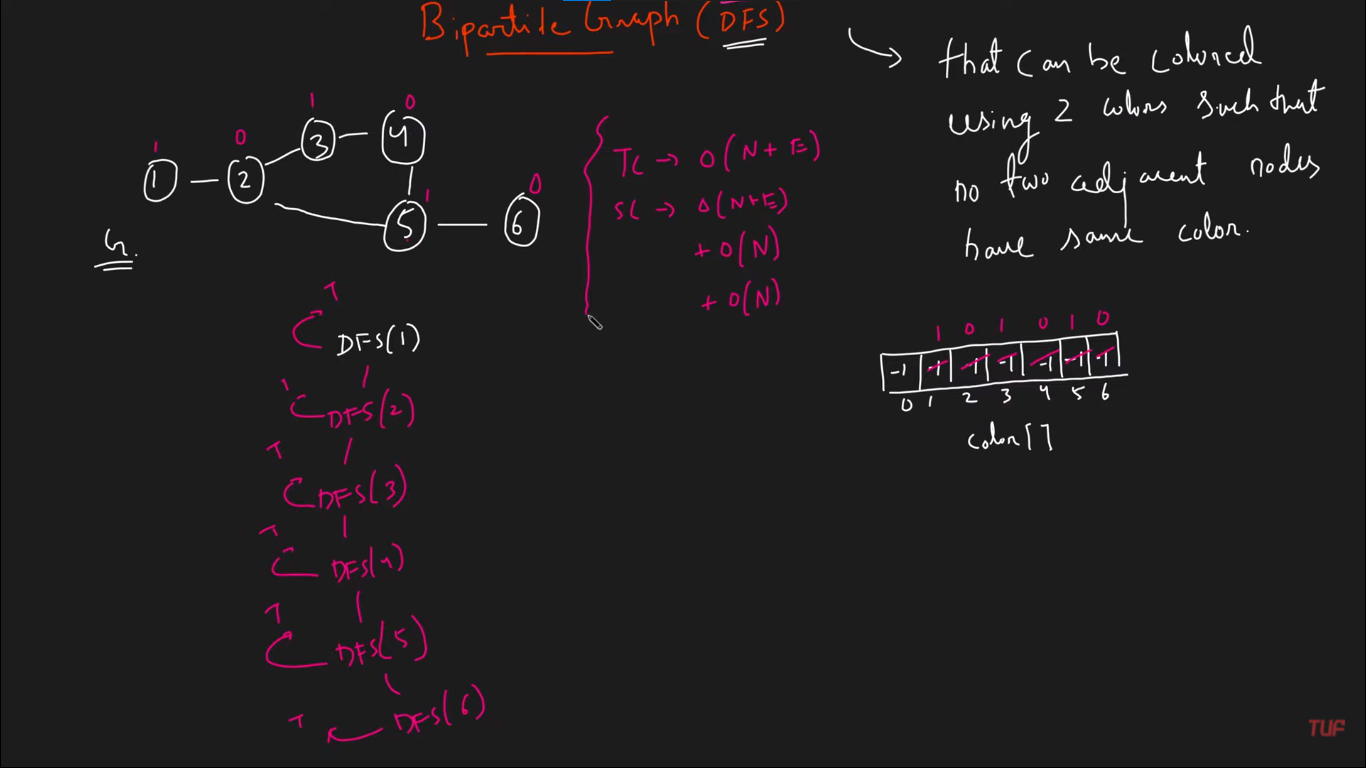 Bipartite Graph (DFS)
that can be colored
using 2 colors such that
no two adjacent nodes
have same color.
1 0 1 0 1 0
1 2 3 4 5 6
G.
TC → O(N+E)
SC → O(N+E)
+ O(N)
+ O(N)
T
DFS(1)
T
DFS(2)
T
DFS(3)
T
DFS(4)
T
DFS(5)
T
DFS(6)
1 0 1 0 1 0
-1 -1 -1 -1 -1 -1 -1
0 1 2 3 4 5 6
color[]
TUF